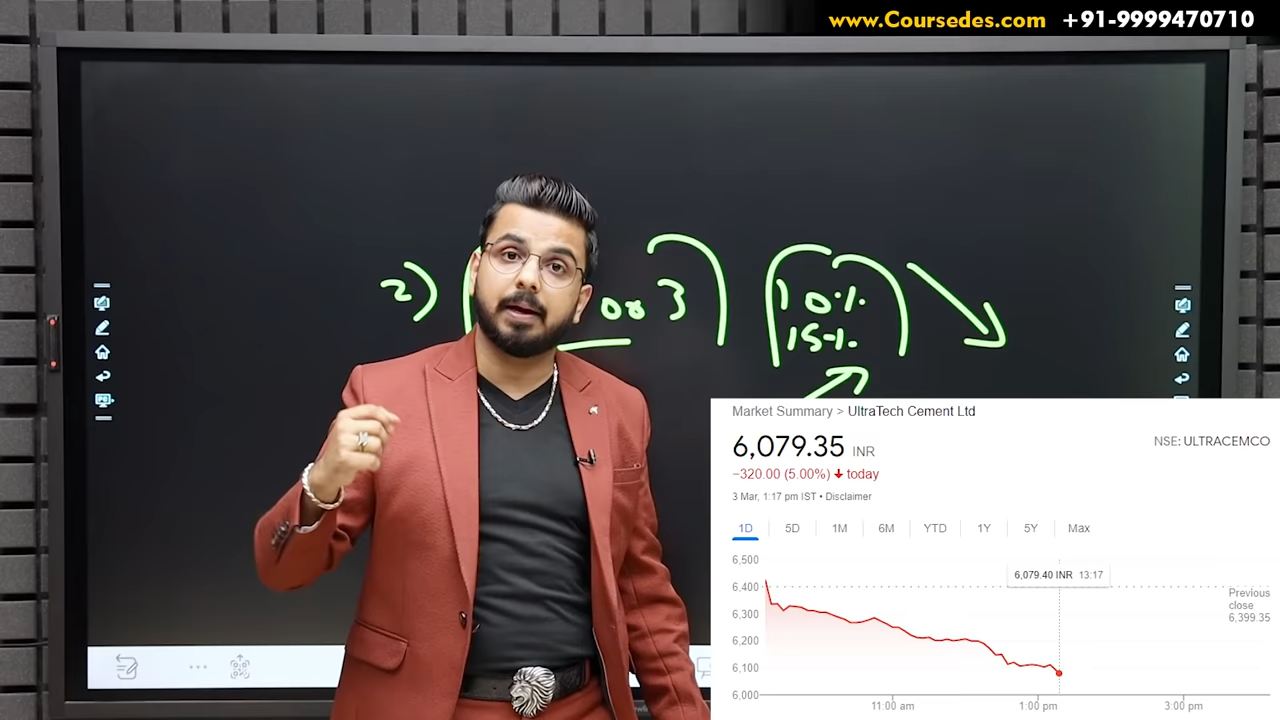 www.Coursedes.com +91-9999470710
2)
or 3
10%
15%
Market Summary > UltraTech Cement Ltd
6,079.35 INR
NSE: ULTRACEMCO
−320.00 (5.00%) today
3 Mar, 1:17 pm IST • Disclaimer
1D 5D 1M 6M YTD 1Y 5Y Max
6,500
6,079.40 INR 13:17
6,400
Previous
close
6,399.35
6,300
6,200
6,100
6,000
11:00 am 1:00 pm 3:00 pm